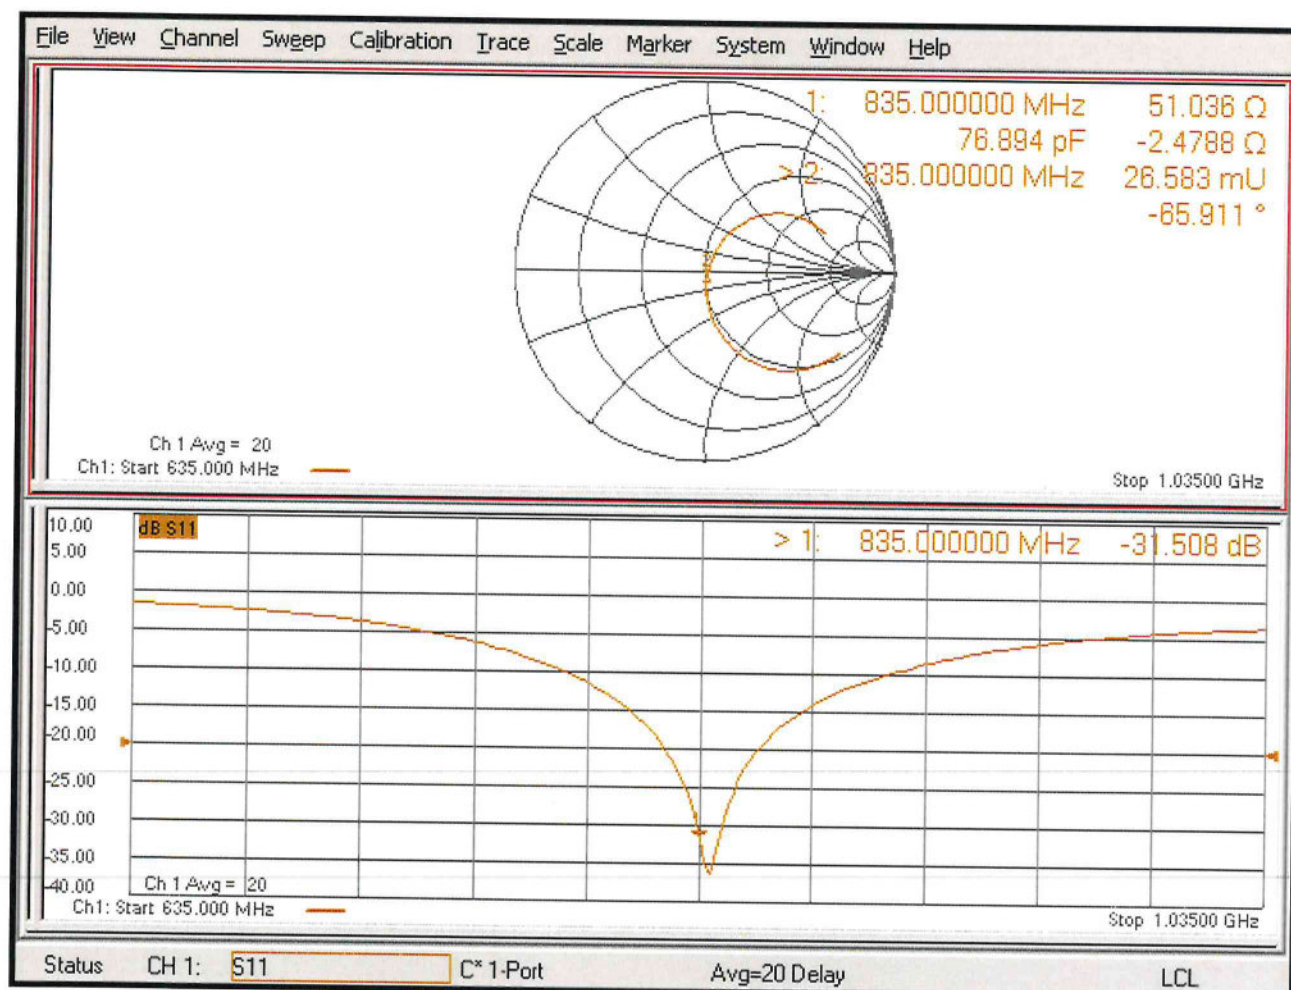 File View Channel Sweep Calibration Trace Scale Marker System Window Help
1: 835.000000 MHz 51.036 Ω
76.894 pF -2.4788 Ω
> 2: 835.000000 MHz 26.583 mU
-65.911 °
Ch 1 Avg = 20
Ch1: Start 635.000 MHz
Stop 1.03500 GHz
10.00
dB S11
> 1: 835.000000 MHz -31.508 dB
5.00
0.00
-5.00
-10.00
-15.00
-20.00
-25.00
-30.00
-35.00
-40.00
Ch 1 Avg = 20
Ch1: Start 635.000 MHz
Stop 1.03500 GHz
Status CH 1: S11 C* 1-Port Avg=20 Delay LCL